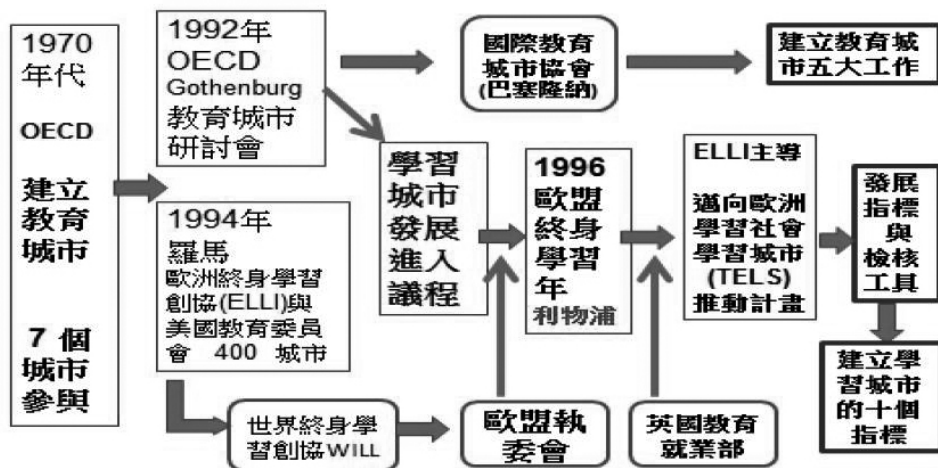 1970
年代
OECD
建立
教育
城市
7 個
城市
參與
1992年
OECD
Gothenburg
教育城市
研討會
1994年
羅馬
歐洲終身學習
創協(ELLI)與
美國教育委員
會 400 城市
世界終身學
習創協WILL
國際教育
城市協會
(巴塞隆納)
建立教育城
市五大工作
學習
城市
發展
進入
議程
1996
歐盟
終身
學習
年
利物浦
ELLI主導
邁向歐洲
學習社會
學習城市
(TELS)
推動計畫
發展
指標
與
檢核
工具
歐盟執
委會
英國教育
就業部
建立學
習城市
的十個
指標